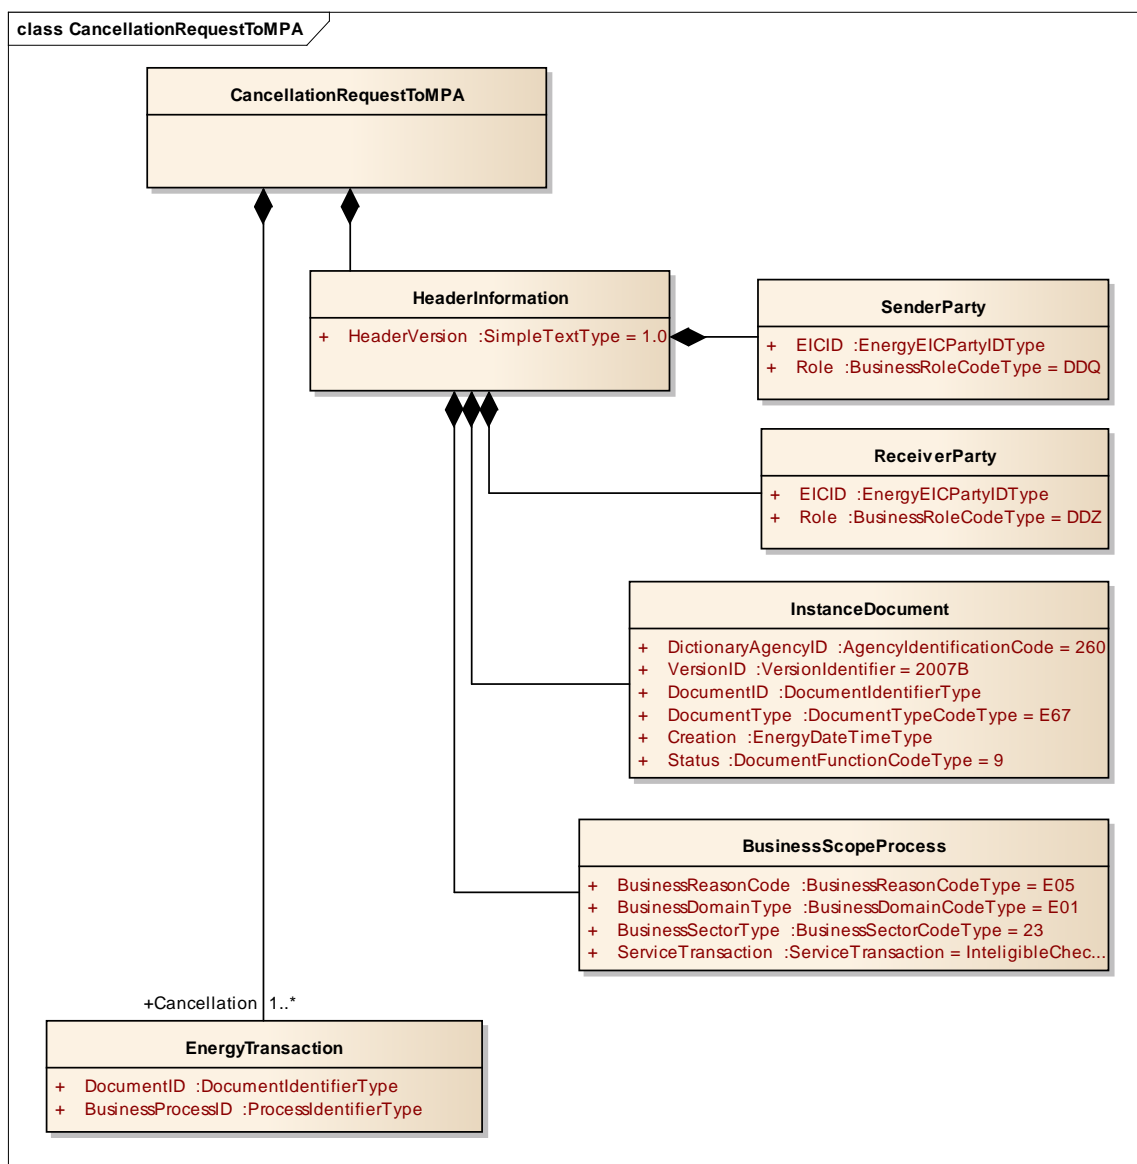 class CancellationRequestToMPA
CancellationRequestToMPA
HeaderInformation
+ HeaderVersion :SimpleTextType = 1.0
SenderParty
+ EICID :EnergyEICPartyIDType
+ Role :BusinessRoleCodeType = DDQ
ReceiverParty
+ EICID :EnergyEICPartyIDType
+ Role :BusinessRoleCodeType = DDZ
InstanceDocument
+ DictionaryAgencyID :AgencyIdentificationCode = 260
+ VersionID :VersionIdentifier = 2007B
+ DocumentID :DocumentIdentifierType
+ DocumentType :DocumentTypeCodeType = E67
+ Creation :EnergyDateTimeType
+ Status :DocumentFunctionCodeType = 9
BusinessScopeProcess
+ BusinessReasonCode :BusinessReasonCodeType = E05
+ BusinessDomainType :BusinessDomainCodeType = E01
+ BusinessSectorType :BusinessSectorCodeType = 23
+ ServiceTransaction :ServiceTransaction = InteligibleChec...
+Cancellation 1..*
EnergyTransaction
+ DocumentID :DocumentIdentifierType
+ BusinessProcessID :ProcessIdentifierType